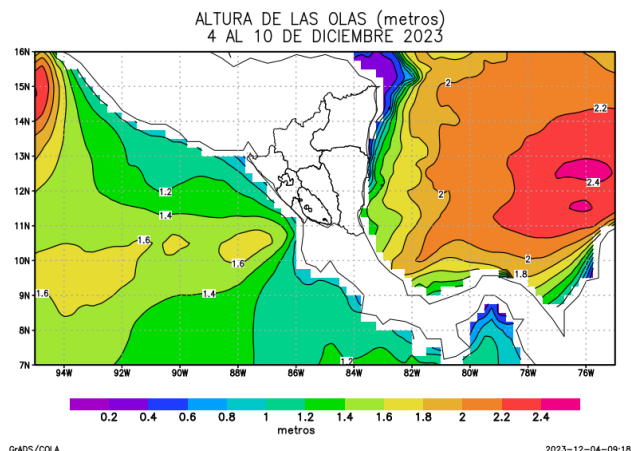 ALTURA DE LAS OLAS (metros)
4 AL 10 DE DICIEMBRE 2023
16N
15N
14N
13N
12N
11N
10N
9N
8N
7N
2
2.2
2.4
1.2
2
1.4
1.6
1.6
2
1.8
1.6
1.4
1.2
94W 92W 90W 88W 86W 84W 82W 80W 78W 76W
0.2 0.4 0.6 0.8 1 1.2 1.4 1.6 1.8 2 2.2 2.4
metros
GrADS/COLA 2023-12-04-09:18